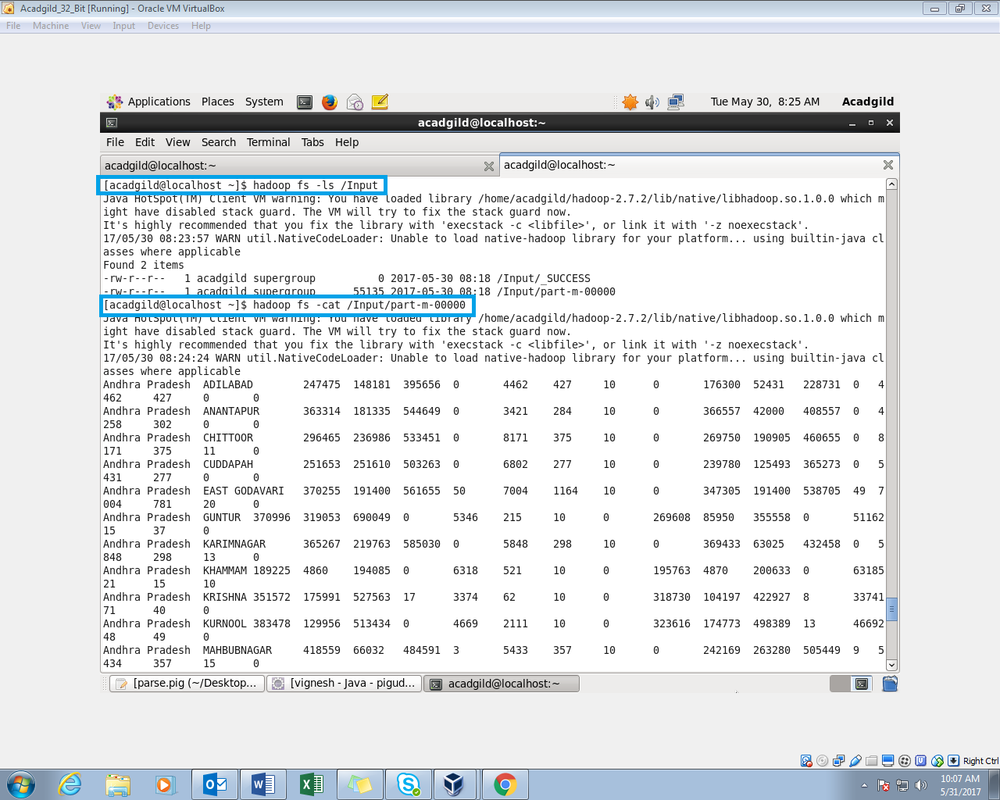 Acadgild_32_Bit [Running] - Oracle VM VirtualBox
File Machine View Input Devices Help
Applications Places System Tue May 30, 8:25 AM Acadgild
acadgild@localhost:~
File Edit View Search Terminal Tabs Help
acadgild@localhost:~ acadgild@localhost:~
[acadgild@localhost ~]$ hadoop fs -ls /Input
Java HotSpot(TM) Client VM warning: You have loaded library /home/acadgild/hadoop-2.7.2/lib/native/libhadoop.so.1.0.0 which m
ight have disabled stack guard. The VM will try to fix the stack guard now.
It's highly recommended that you fix the library with 'execstack -c <libfile>', or link it with '-z noexecstack'.
17/05/30 08:23:57 WARN util.NativeCodeLoader: Unable to load native-hadoop library for your platform... using builtin-java cl
asses where applicable
Found 2 items
-rw-r--r-- 1 acadgild supergroup 0 2017-05-30 08:18 /Input/_SUCCESS
-rw-r--r-- 1 acadgild supergroup 55135 2017-05-30 08:18 /Input/part-m-00000
[acadgild@localhost ~]$ hadoop fs -cat /Input/part-m-00000
Java HotSpot(TM) Client VM warning: You have loaded library /home/acadgild/hadoop-2.7.2/lib/native/libhadoop.so.1.0.0 which m
ight have disabled stack guard. The VM will try to fix the stack guard now.
It's highly recommended that you fix the library with 'execstack -c <libfile>', or link it with '-z noexecstack'.
17/05/30 08:24:24 WARN util.NativeCodeLoader: Unable to load native-hadoop library for your platform... using builtin-java cl
asses where applicable
Andhra Pradesh ADILABAD 247475 148181 395656 0 4462 427 10 0 176300 52431 228731 0 4
462 427 0 0
Andhra Pradesh ANANTAPUR 363314 181335 544649 0 3421 284 10 0 366557 42000 408557 0 4
258 302 0 0
Andhra Pradesh CHITTOOR 296465 236986 533451 0 8171 375 10 0 269750 190905 460655 0 8
171 375 11 0
Andhra Pradesh CUDDAPAH 251653 251610 503263 0 6802 277 10 0 239780 125493 365273 0 5
431 277 0 0
Andhra Pradesh EAST GODAVARI 370255 191400 561655 50 7004 1164 10 0 347305 191400 538705 49 7
004 781 20 0
Andhra Pradesh GUNTUR 370996 319053 690049 0 5346 215 10 0 269608 85950 355558 0 51162
15 37 0
Andhra Pradesh KARIMNAGAR 365267 219763 585030 0 5848 298 10 0 369433 63025 432458 0 5
848 298 13 0
Andhra Pradesh KHAMMAM 189225 4860 194085 0 6318 521 10 0 195763 4870 200633 0 63185
21 15 10
Andhra Pradesh KRISHNA 351572 175991 527563 17 3374 62 10 0 318730 104197 422927 8 33741
71 40 0
Andhra Pradesh KURNOOL 383478 129956 513434 0 4669 2111 10 0 323616 174773 498389 13 46692
48 49 0
Andhra Pradesh MAHBUBNAGAR 418559 66032 484591 3 5433 357 10 0 242169 263280 505449 9 5
434 357 15 0
[parse.pig (~/Desktop... [vignesh - Java - pigud... acadgild@localhost:~
Right Ctrl
10:07 AM
5/31/2017